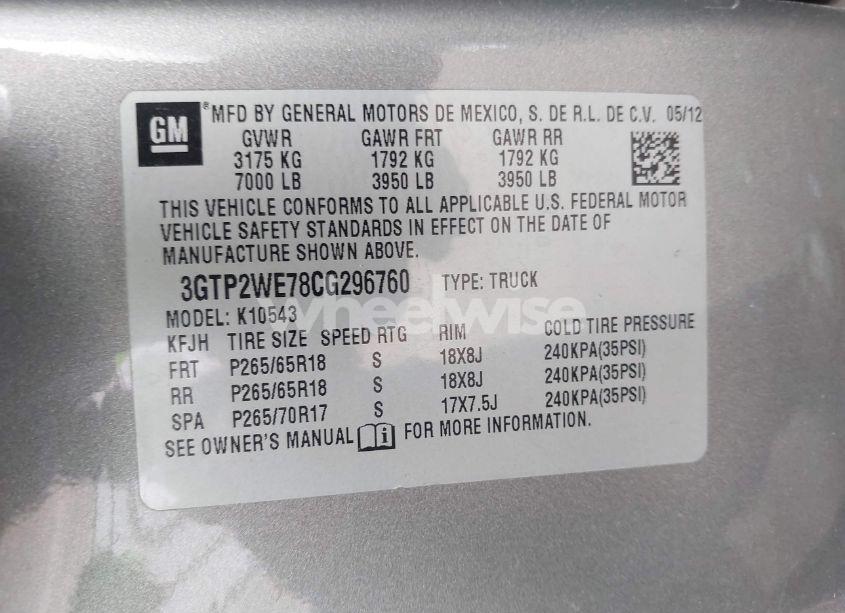 GM ® MFD BY GENERAL MOTORS DE MEXICO, S. DE R.L. DE C.V. 05/12
GVWR GAWR FRT GAWR RR
3175 KG 1792 KG 1792 KG
7000 LB 3950 LB 3950 LB
THIS VEHICLE CONFORMS TO ALL APPLICABLE U.S. FEDERAL MOTOR
VEHICLE SAFETY STANDARDS IN EFFECT ON THE DATE OF
MANUFACTURE SHOWN ABOVE.
3GTP2WE78CG296760 TYPE: TRUCK
wheelwise
MODEL: K10543
KFJH TIRE SIZE SPEED RTG RIM COLD TIRE PRESSURE
FRT P265/65R18 S 18X8J 240KPA(35PSI)
RR P265/65R18 S 18X8J 240KPA(35PSI)
SPA P265/70R17 S 17X7.5J 240KPA(35PSI)
SEE OWNER'S MANUAL i FOR MORE INFORMATION.